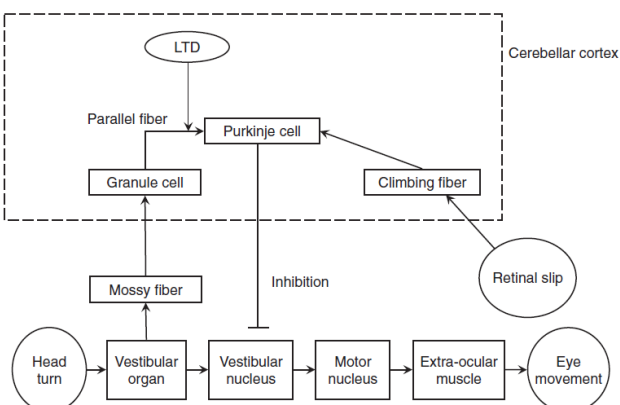 LTD
Cerebellar cortex
Parallel fiber
Purkinje cell
Granule cell
Climbing fiber
Mossy fiber
Inhibition
Retinal slip
Head
turn
Vestibular
organ
Vestibular
nucleus
Motor
nucleus
Extra-ocular
muscle
Eye
movement